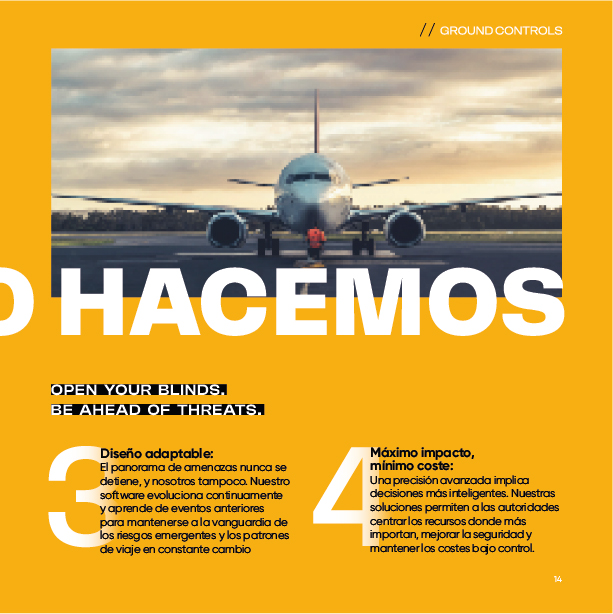 // GROUND CONTROLS
O HACEMOS
OPEN YOUR BLINDS.
BE AHEAD OF THREATS.
3
Diseño adaptable:
El panorama de amenazas nunca se
detiene, y nosotros tampoco. Nuestro
software evoluciona continuamente
y aprende de eventos anteriores
para mantenerse a la vanguardia de
los riesgos emergentes y los patrones
de viaje en constante cambio
4
Máximo impacto,
mínimo coste:
Una precisión avanzada implica
decisiones más inteligentes. Nuestras
soluciones permiten a las autoridades
centrar los recursos donde más
importan, mejorar la seguridad y
mantener los costes bajo control.
14